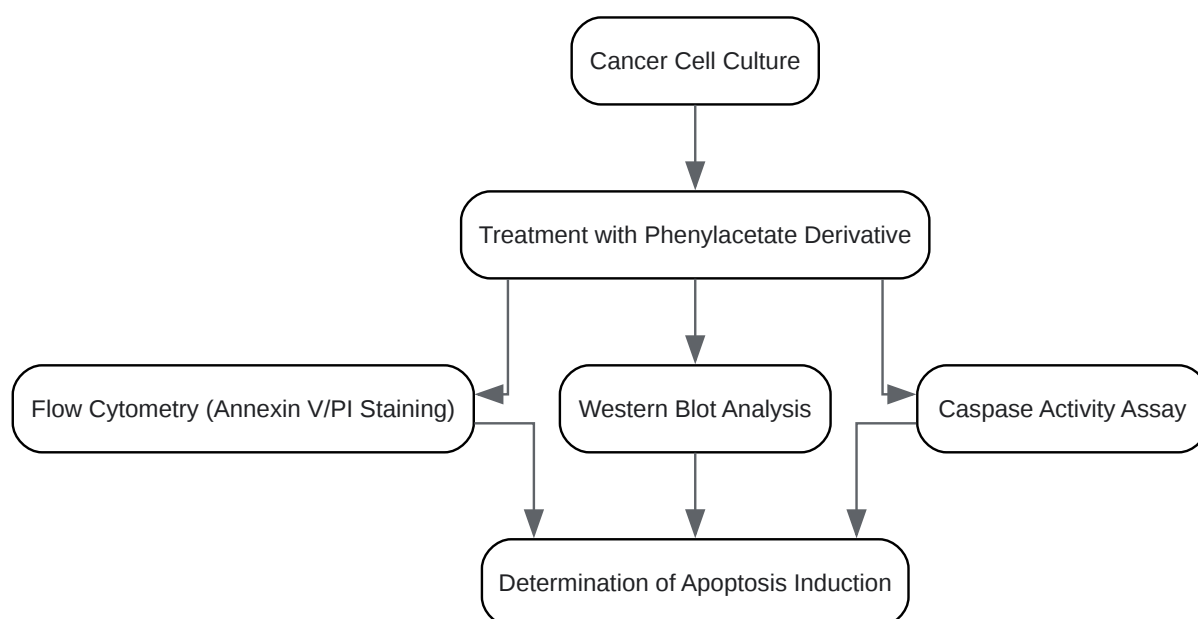 Cancer Cell Culture
Treatment with Phenylacetate Derivative
Flow Cytometry (Annexin V/PI Staining)
Western Blot Analysis
Caspase Activity Assay
Determination of Apoptosis Induction